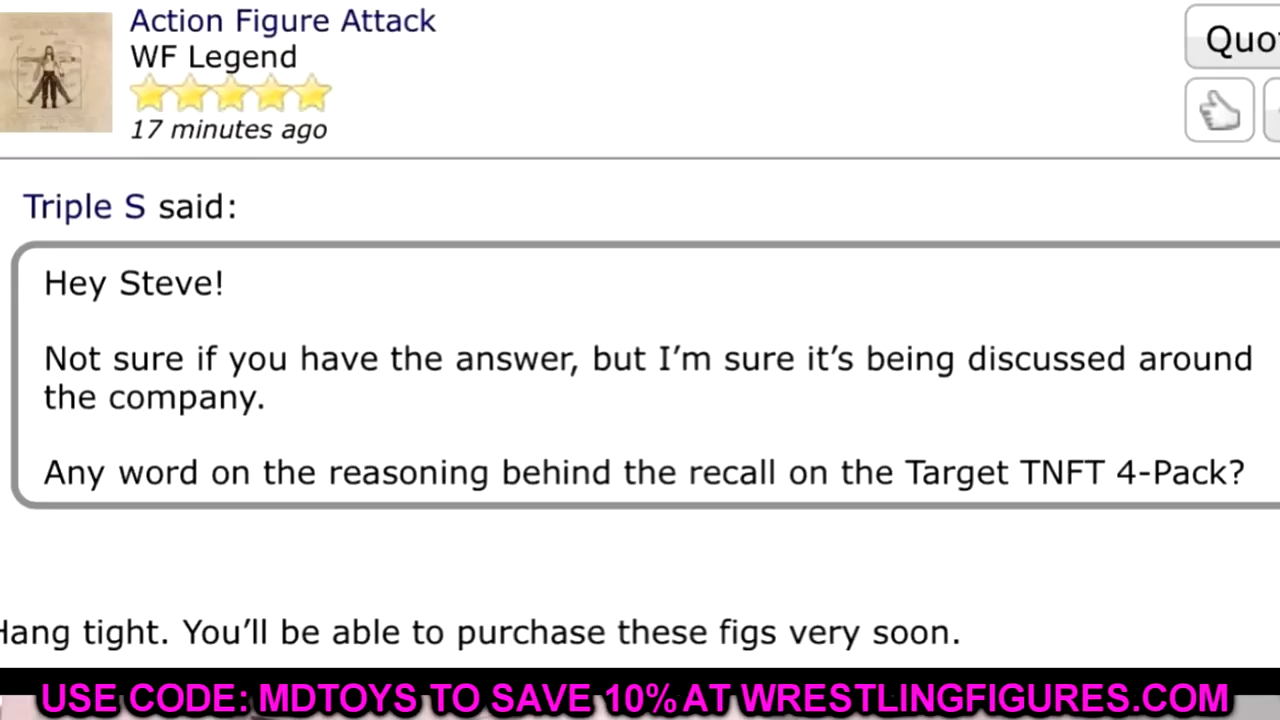 Action Figure Attack
WF Legend
17 minutes ago
Triple S said:
Hey Steve!
Not sure if you have the answer, but I’m sure it’s being discussed around
the company.
Any word on the reasoning behind the recall on the Target TNFT 4-Pack?
Hang tight. You’ll be able to purchase these figs very soon.
USE CODE: MDTOYS TO SAVE 10% AT WRESTLINGFIGURES.COM